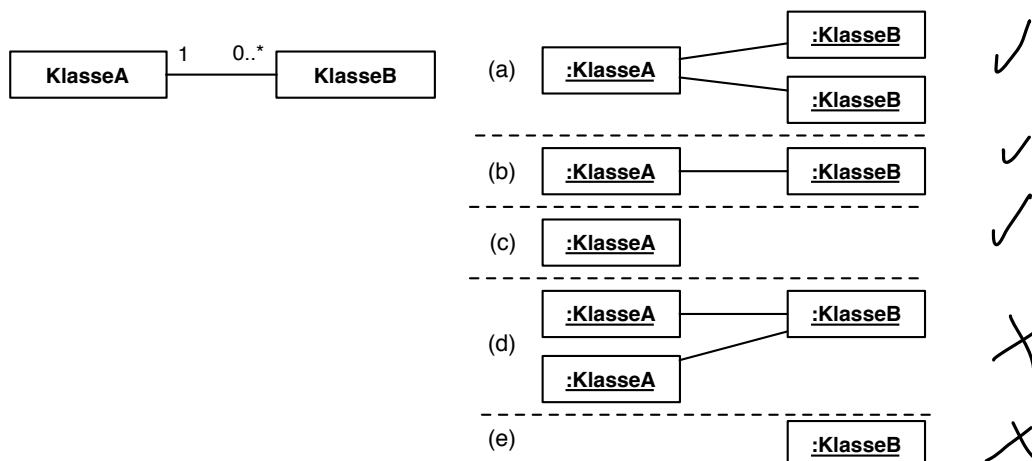 1 0..*
KlasseA KlasseB
(a) :KlasseA :KlasseB
:KlasseB
(b) :KlasseA :KlasseB
(c) :KlasseA
(d) :KlasseA :KlasseB
:KlasseA
(e) :KlasseB